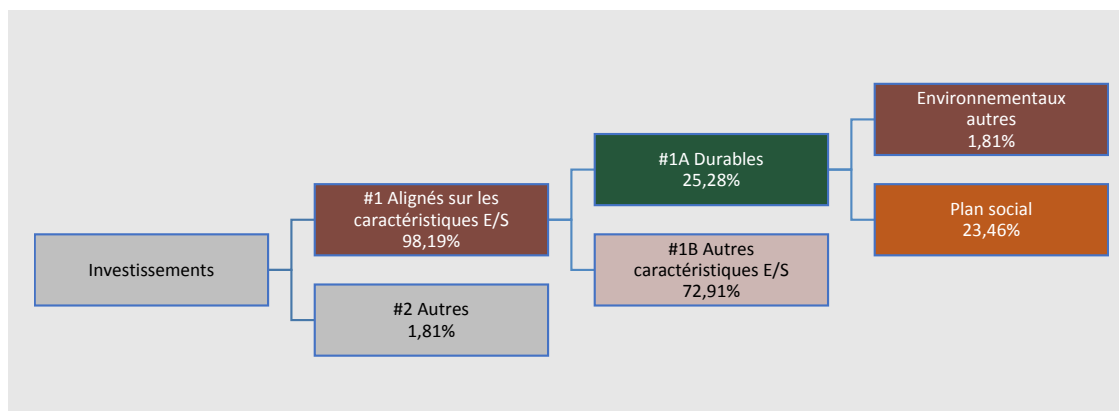 Investissements
#1 Alignés sur les
caractéristiques E/S
98,19%
#2 Autres
1,81%
#1A Durables
25,28%
#1B Autres
caractéristiques E/S
72,91%
Environnementaux
autres
1,81%
Plan social
23,46%